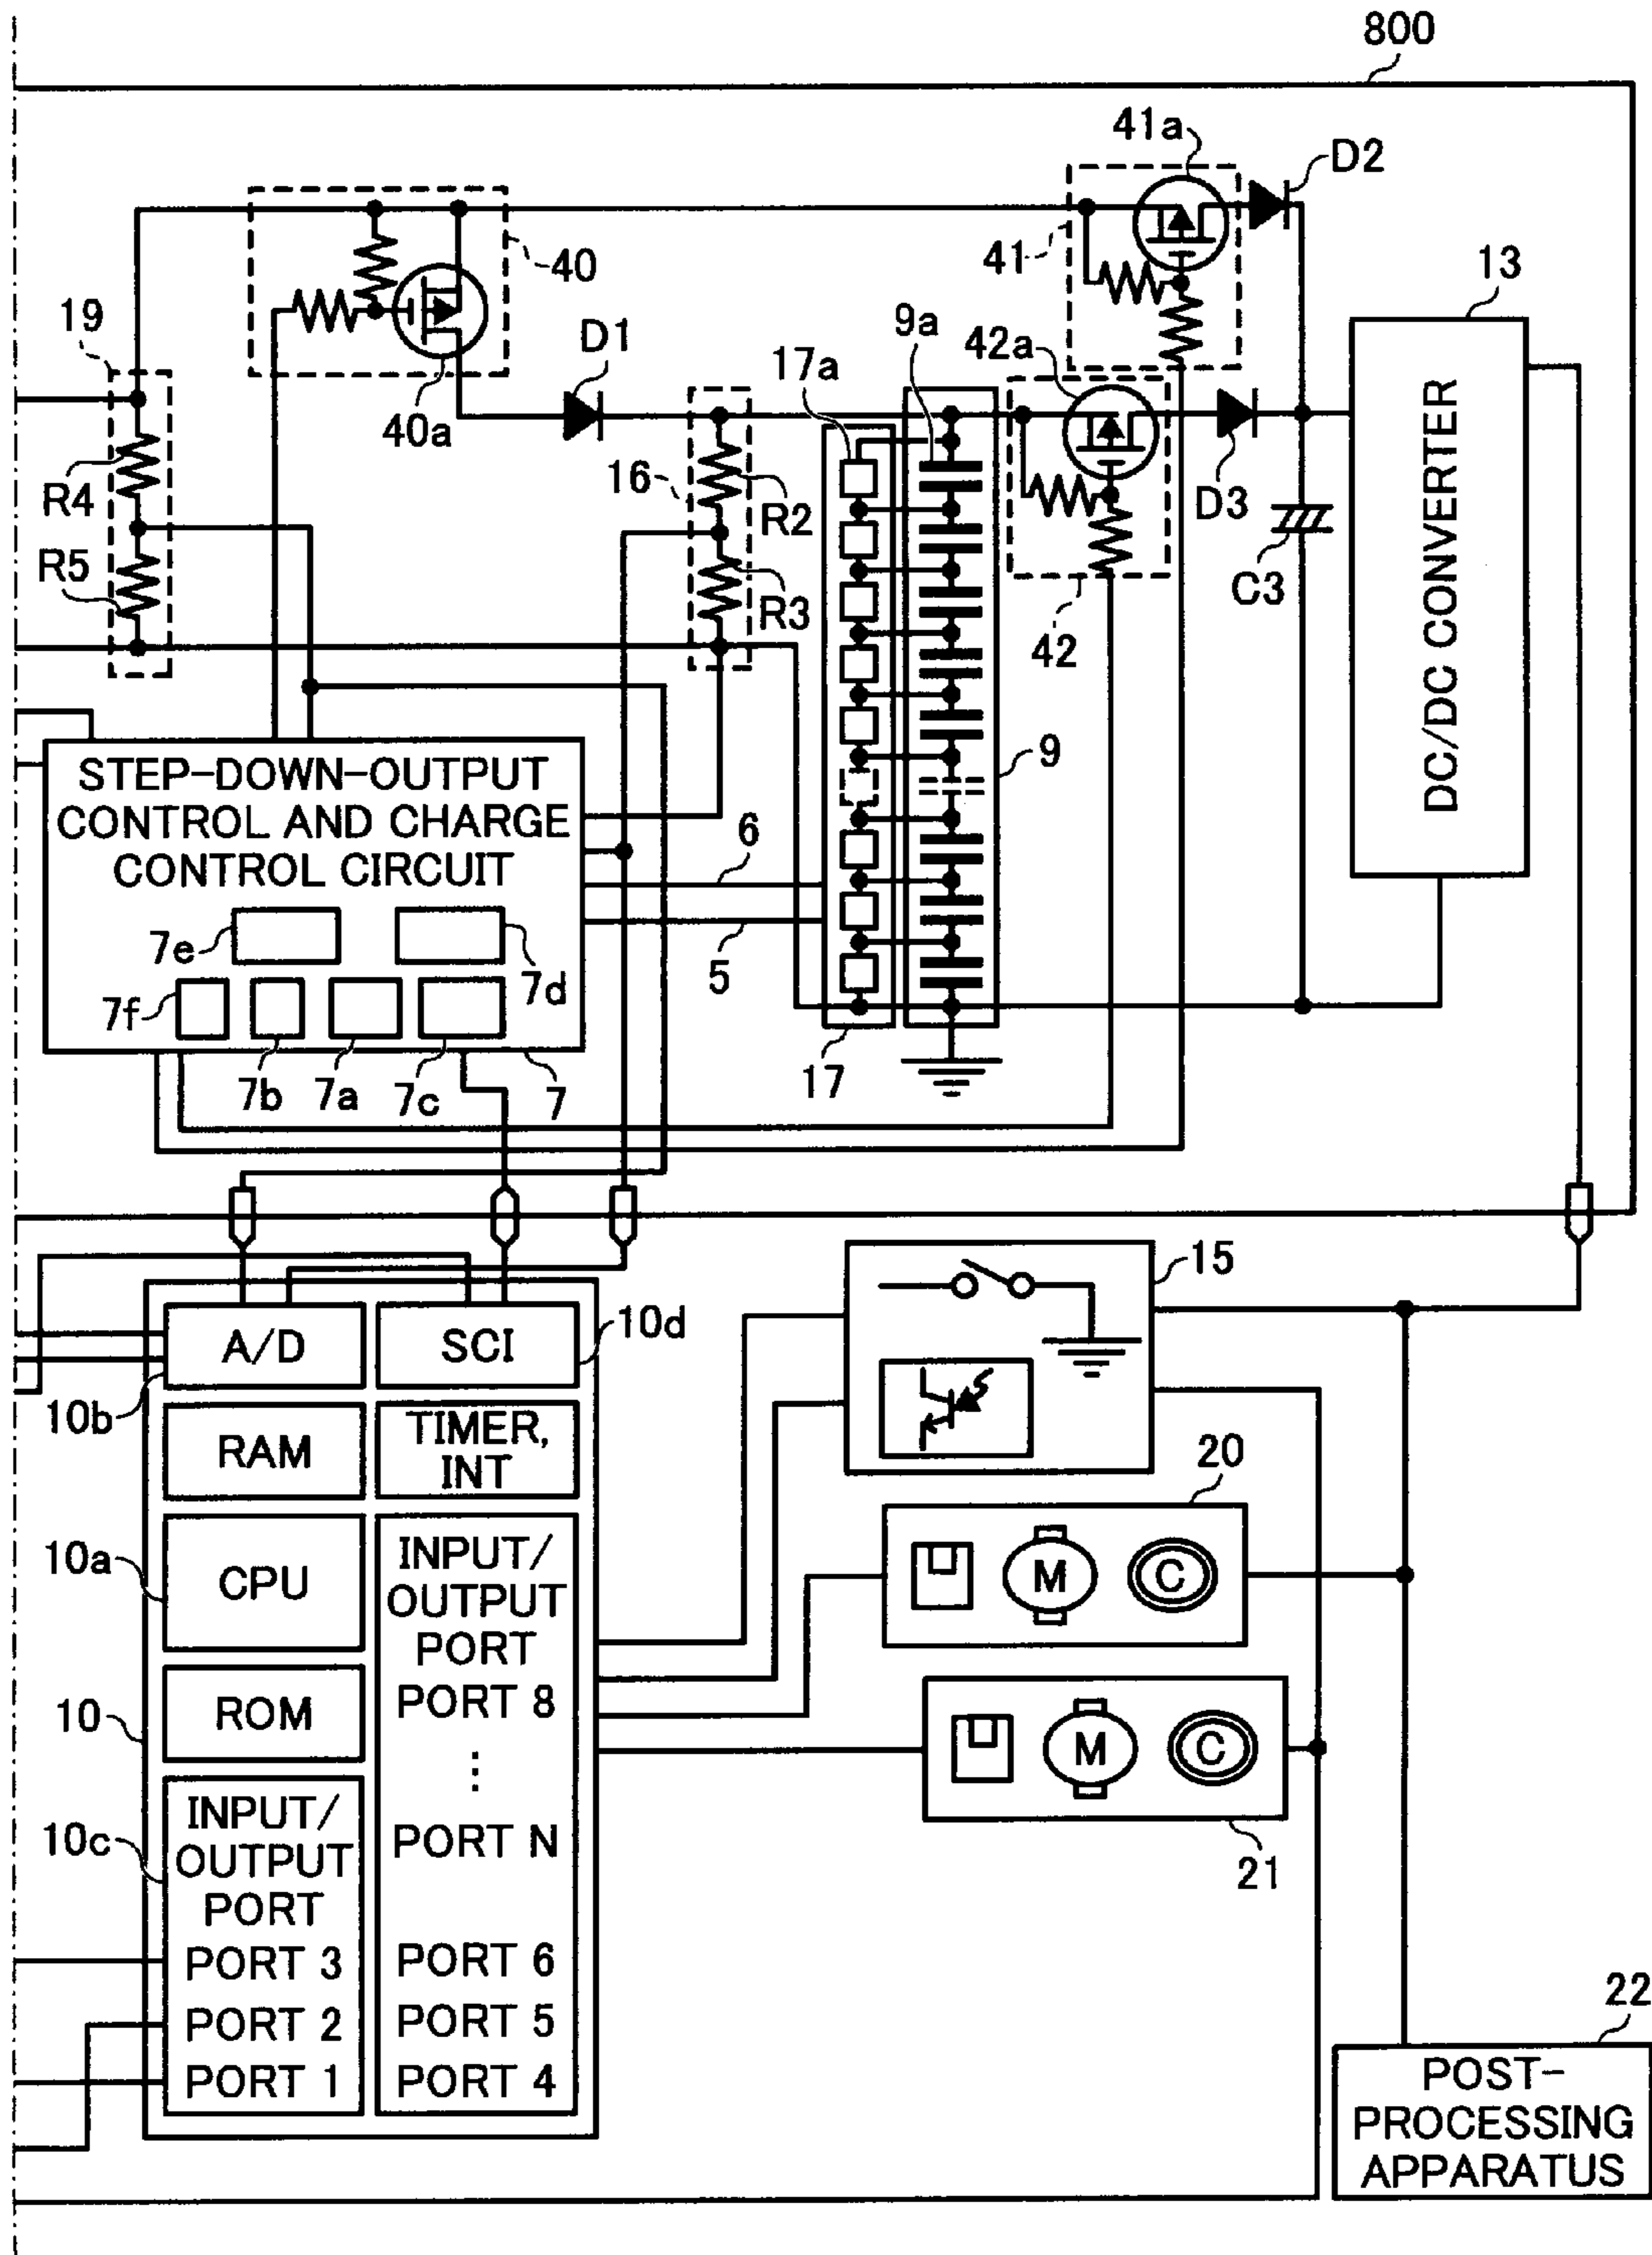 800
41a
D2
40
41
13
19
D1
9a
42a
17a
40a
R4
16
R2
D3
R5
R3
C3
42
DC/DC CONVERTER
9
STEP-DOWN-OUTPUT
CONTROL AND CHARGE
CONTROL CIRCUIT
6
7e
7d
5
7f
7b
7a
7c
7
17
15
A/D
SCI
10d
10b
RAM
TIMER,
INT
20
10a
CPU
INPUT/
OUTPUT
PORT
M
C
10
ROM
PORT 8
⋮
M
C
10c
INPUT/
OUTPUT
PORT
PORT N
21
PORT 3
PORT 6
PORT 2
PORT 5
PORT 1
PORT 4
22
POST-
PROCESSING
APPARATUS